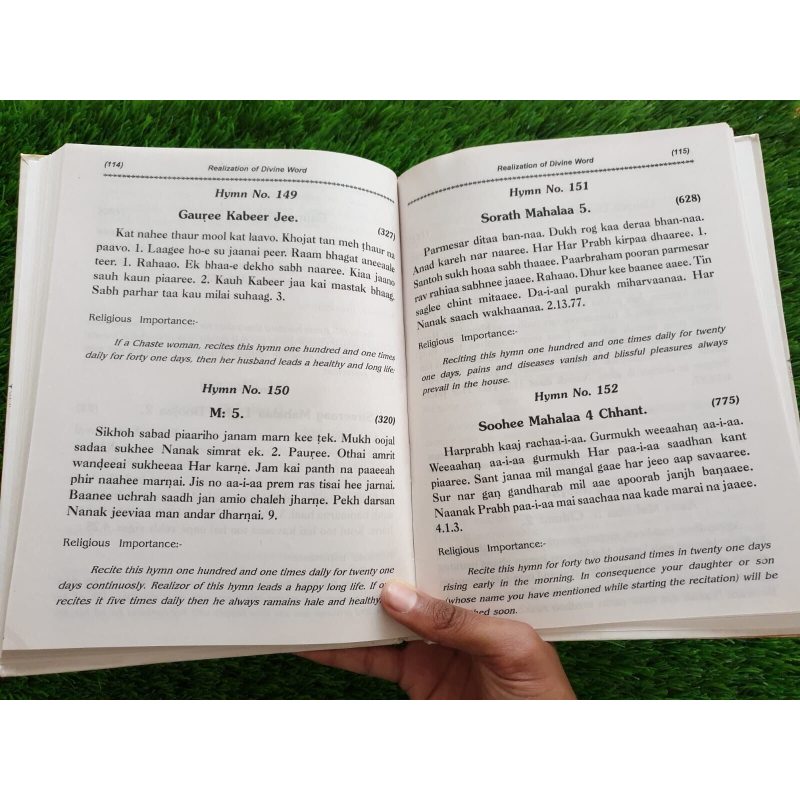 (114)
Realization of Divine Word
Hymn No. 149
Gauṛee Kabeer Jee.
(327)
Kat nahee thaur mool kat laavo. Khojat tan meh ṭhaur na
paavo. 1. Laagee ho-e su jaanai peer. Raam bhagat aneeaale
teer. 1. Rahaao. Ek bhaa-e dekho sabh naaree. Kiaa jaano
sauh kaun piaaree. 2. Kauh Kabeer jaa kai mastak bhaag.
Sabh parhar taa kau milai suhaag. 3.
Religious Importance:-
If a Chaste woman, recites this hymn one hundred and one times
daily for forty one days, then her husband leads a healthy and long life.
Hymn No. 150
M: 5.
(320)
Sikhoh sabad piaariho janam marn kee ṭek. Mukh oojal
sadaa sukhee Nanak simrat ek. 2. Pauṛee. Othai amrit
wanḍeeai sukheeaa Har karṇe. Jam kai panth na paaeeah
phir naahee marṇai. Jis no aa-i-aa prem ras tisai hee jarnai.
Baanee uchrah saadh jan amio chaleh jharṇe. Pekh darsan
Nanak jeeviaa man andar dharṇai. 9.
Religious Importance:-
Recite this hymn one hundred and one times daily for twenty one
days continuosly. Realizor of this hymn leads a happy long life. If
recites it five times daily then he always ramains hale and healthy.
Realization of Divine Word
(115)
Hymn No. 151
Sorath Mahalaa 5.
(628)
Parmesar ditaa ban-naa. Dukh rog kaa deraa bhan-naa.
Anad kareh nar naaree. Har Har Prabh kirpaa dhaaree. 1.
Santoh sukh hoaa sabh thaaee. Paarbraham pooran parmesar
rav rahiaa sabhnee jaaee. Rahaao. Dhur kee baanee aaee. Tin
saglee chint mitaaee. Da-i-aal purakh miharvaanaa. Har
Nanak saach wakhaanaa. 2.13.77.
Religious Importance:-
Reciting this hymn one hundred and one times daily for twenty
one days, pains and diseases vanish and blissful pleasures always
prevail in the house.
Hymn No. 152
Soohee Mahalaa 4 Chhant.
(775)
Harprabh kaaj rachaa-i-aa. Gurmukh weeaahaṇ aa-i-aa.
Weeaahaṇ aa-i-aa gurmukh Har paa-i-aa saadhan kant
piaaree. Sant janaa mil mangal gaae har jeeo aap savaaree.
Sur nar gaṇ gandharab mil aae apoorab janjh baṇaaee.
Naanak Prabh paa-i-aa mai saachaa naa kade marai na jaaee.
4.1.3.
Religious Importance:-
Recite this hymn for forty two thousand times in twenty one days
rising early in the morning. In consequence your daughter or son
(whose name you have mentioned while starting the recitation) will be
soon.